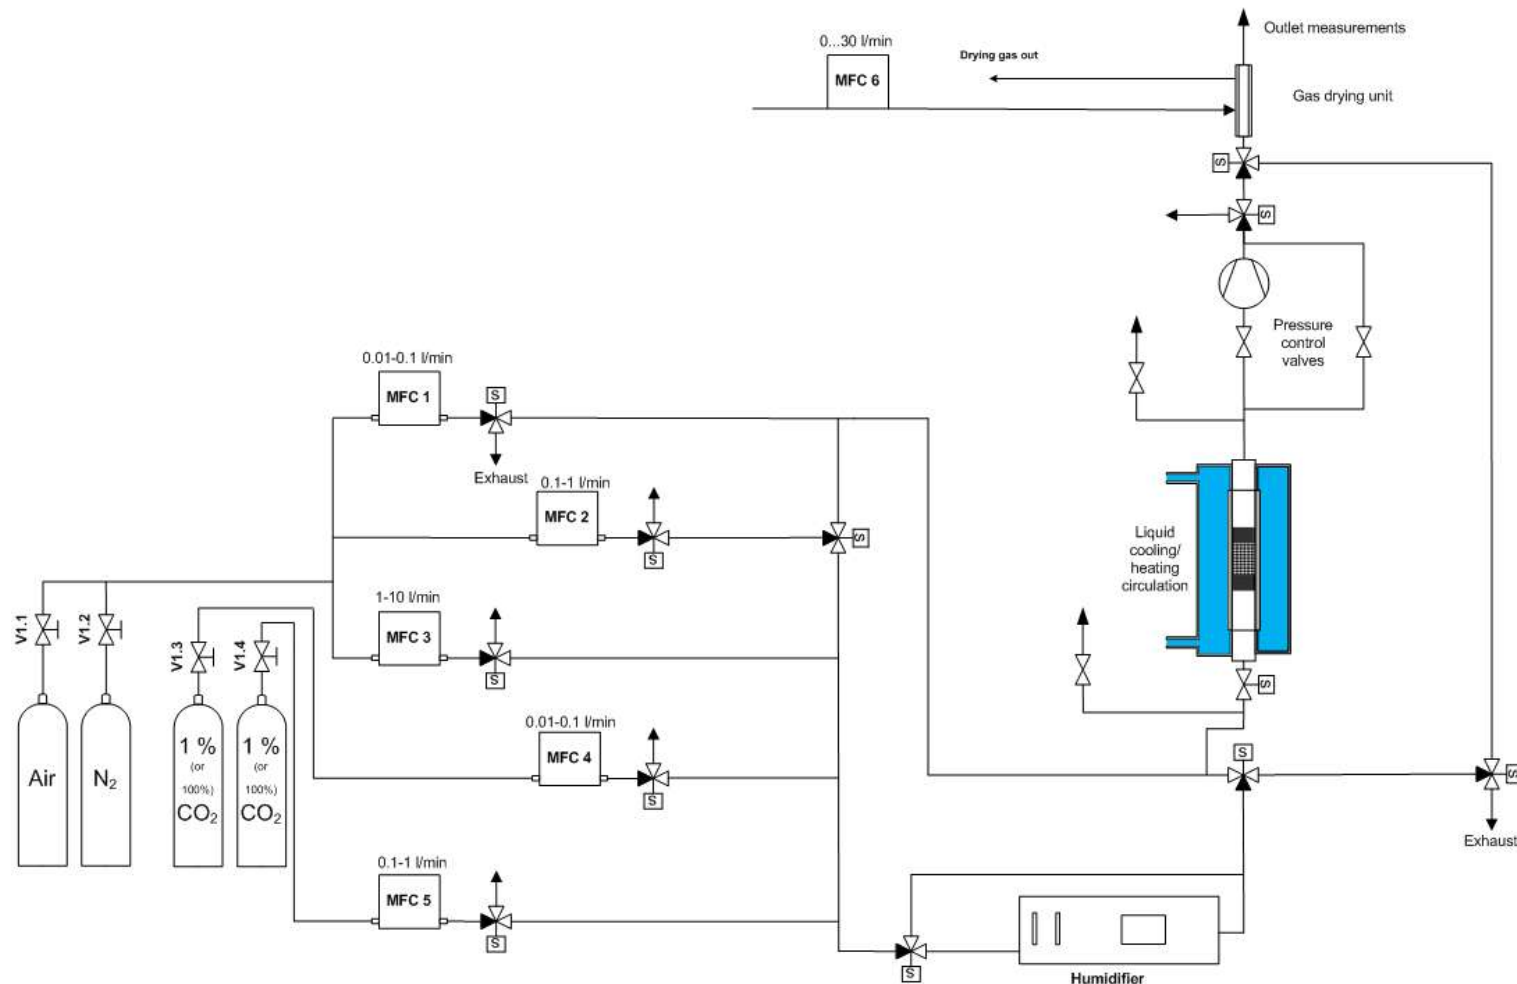 Outlet measurements
0...30 l/min
Drying gas out
MFC 6
Gas drying unit
S
S
Pressure
control
valves
0.01-0.1 l/min
MFC 1
S
Exhaust
0.1-1 l/min
MFC 2
S
S
Liquid
cooling/
heating
circulation
1-10 l/min
MFC 3
S
V1.1
V1.2
V1.3
V1.4
S
0.01-0.1 l/min
MFC 4
S
S
S
Air
N2
1 %
(or
100%)
CO2
1 %
(or
100%)
CO2
Exhaust
0.1-1 l/min
MFC 5
S
S
Humidifier